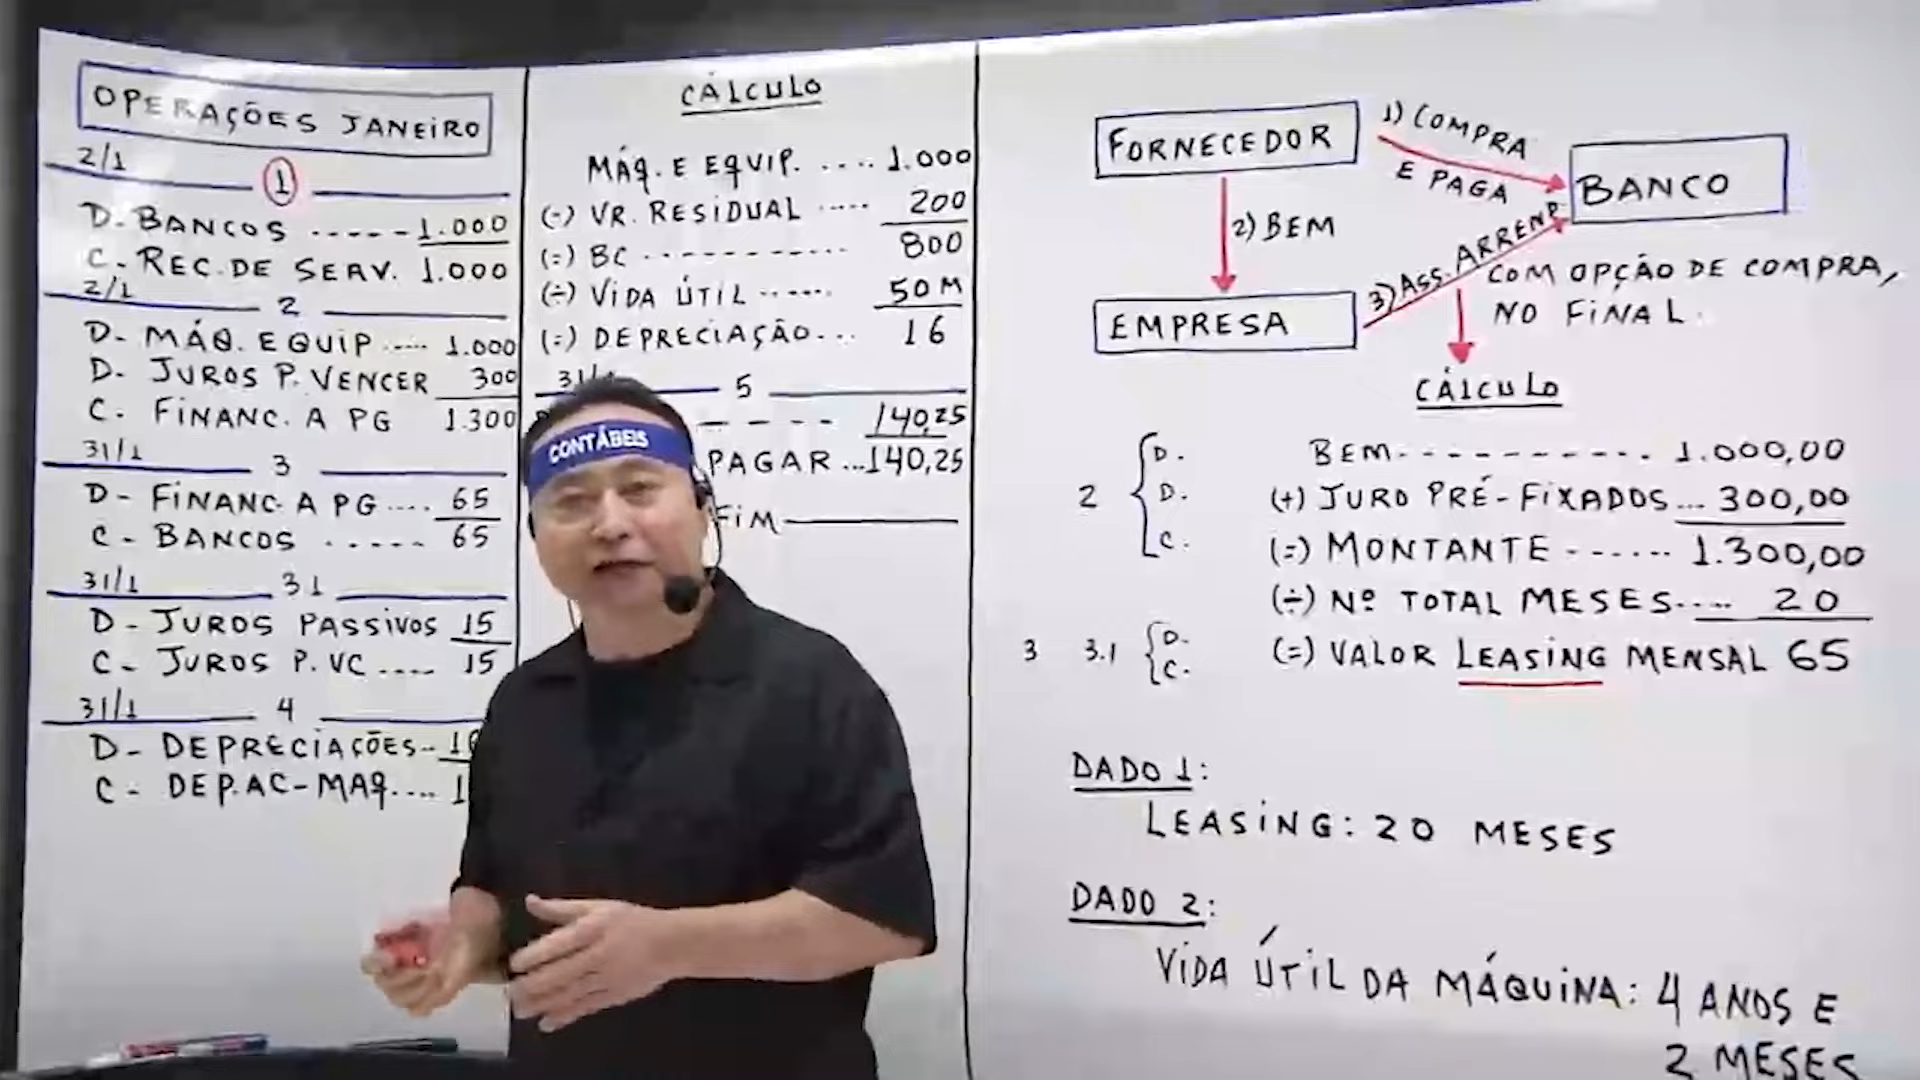 OPERAÇÕES JANEIRO
2/1
1
D. BANCOS ----- 1.000
C - REC. DE SERV. 1.000
2/1
2
D- MÁQ. E EQUIP .... 1.000
D. JUROS P. VENCER 300
C. FINANC. A PG 1.300
31/1
3
D- FINANC. A PG .... 65
C - BANCOS ..... 65
31/1
31
D - JUROS PASSIVOS 15
C - JUROS P. VC .... 15
31/1
4
D - DEPRECIAÇÕES --
C - DEP.AC-MAQ....
CÁLCULO
MÁQ. E EQUIP. .... 1.000
(-) VR. RESIDUAL ..... 200
(=) BC ----------- 800
(÷) VIDA ÚTIL ...... 50 M
(=) DEPRECIAÇÃO... 16
5
---- 140,25
PAGAR ... 140,25
FIM
CONTÁBEIS
FORNECEDOR
1) COMPRA
E PAGA
BANCO
2) BEM
3) ASS. ARREND.
COM OPÇÃO DE COMPRA,
NO FINAL.
EMPRESA
CÁLCULO
D. BEM ----------- 1.000,00
2 D. (+) JURO PRÉ-FIXADOS ... 300,00
C. (=) MONTANTE ------ 1.300,00
(÷) Nº TOTAL MESES .... 20
3 3.1 D. C. (=) VALOR LEASING MENSAL 65
DADO 1:
LEASING: 20 MESES
DADO 2:
VIDA ÚTIL DA MÁQUINA: 4 ANOS E
2 MESES